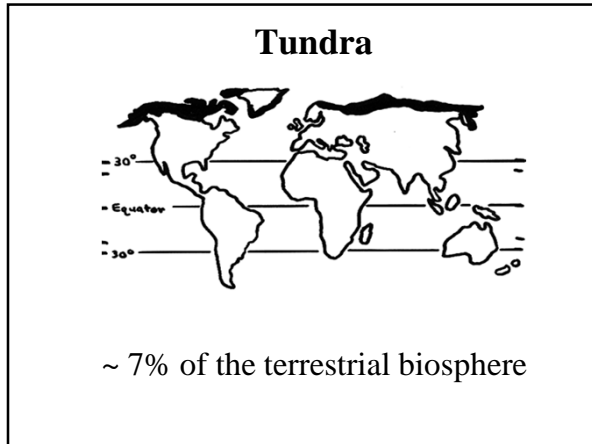 Tundra
30°
Equator
30°
~ 7% of the terrestrial biosphere